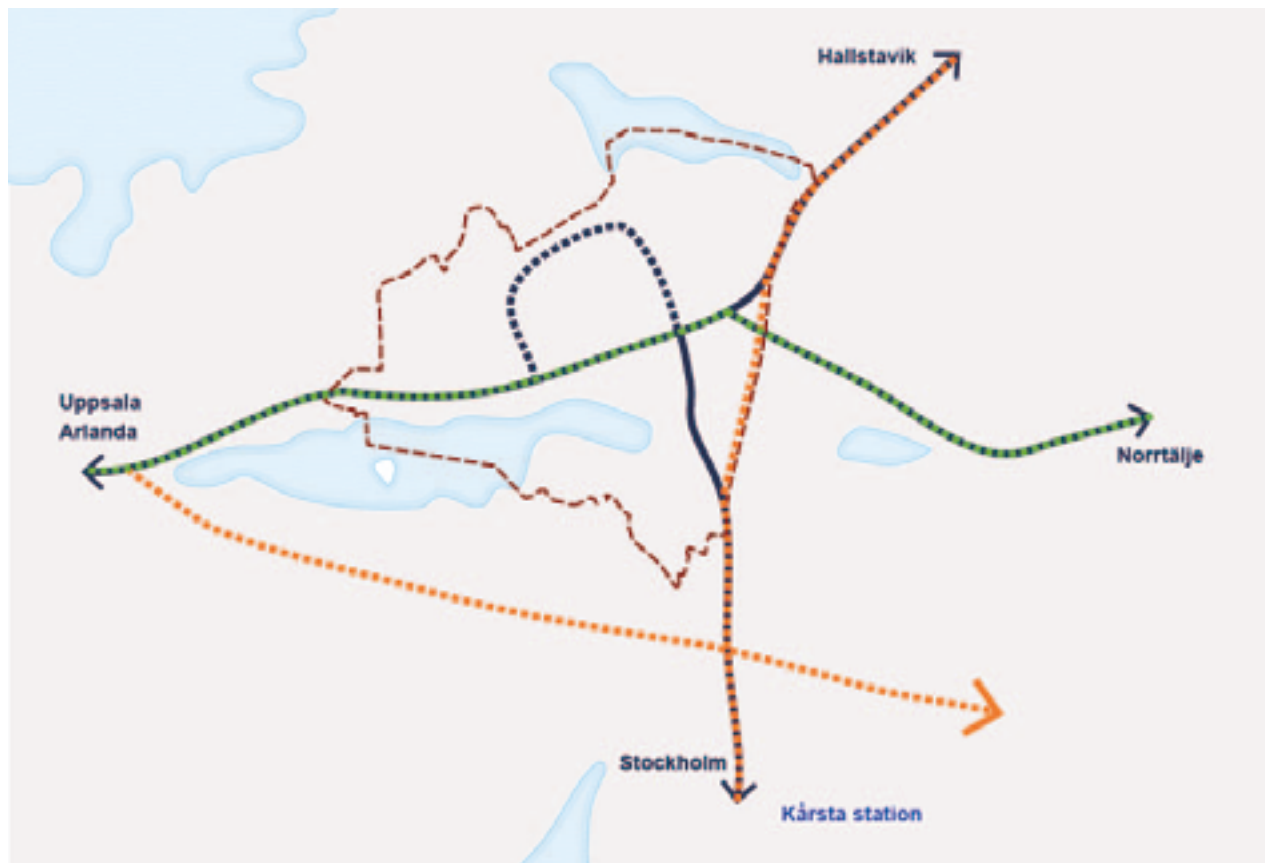 Hallstavik
Uppsala
Arlanda
Norrtälje
Stockholm
Kårsta station